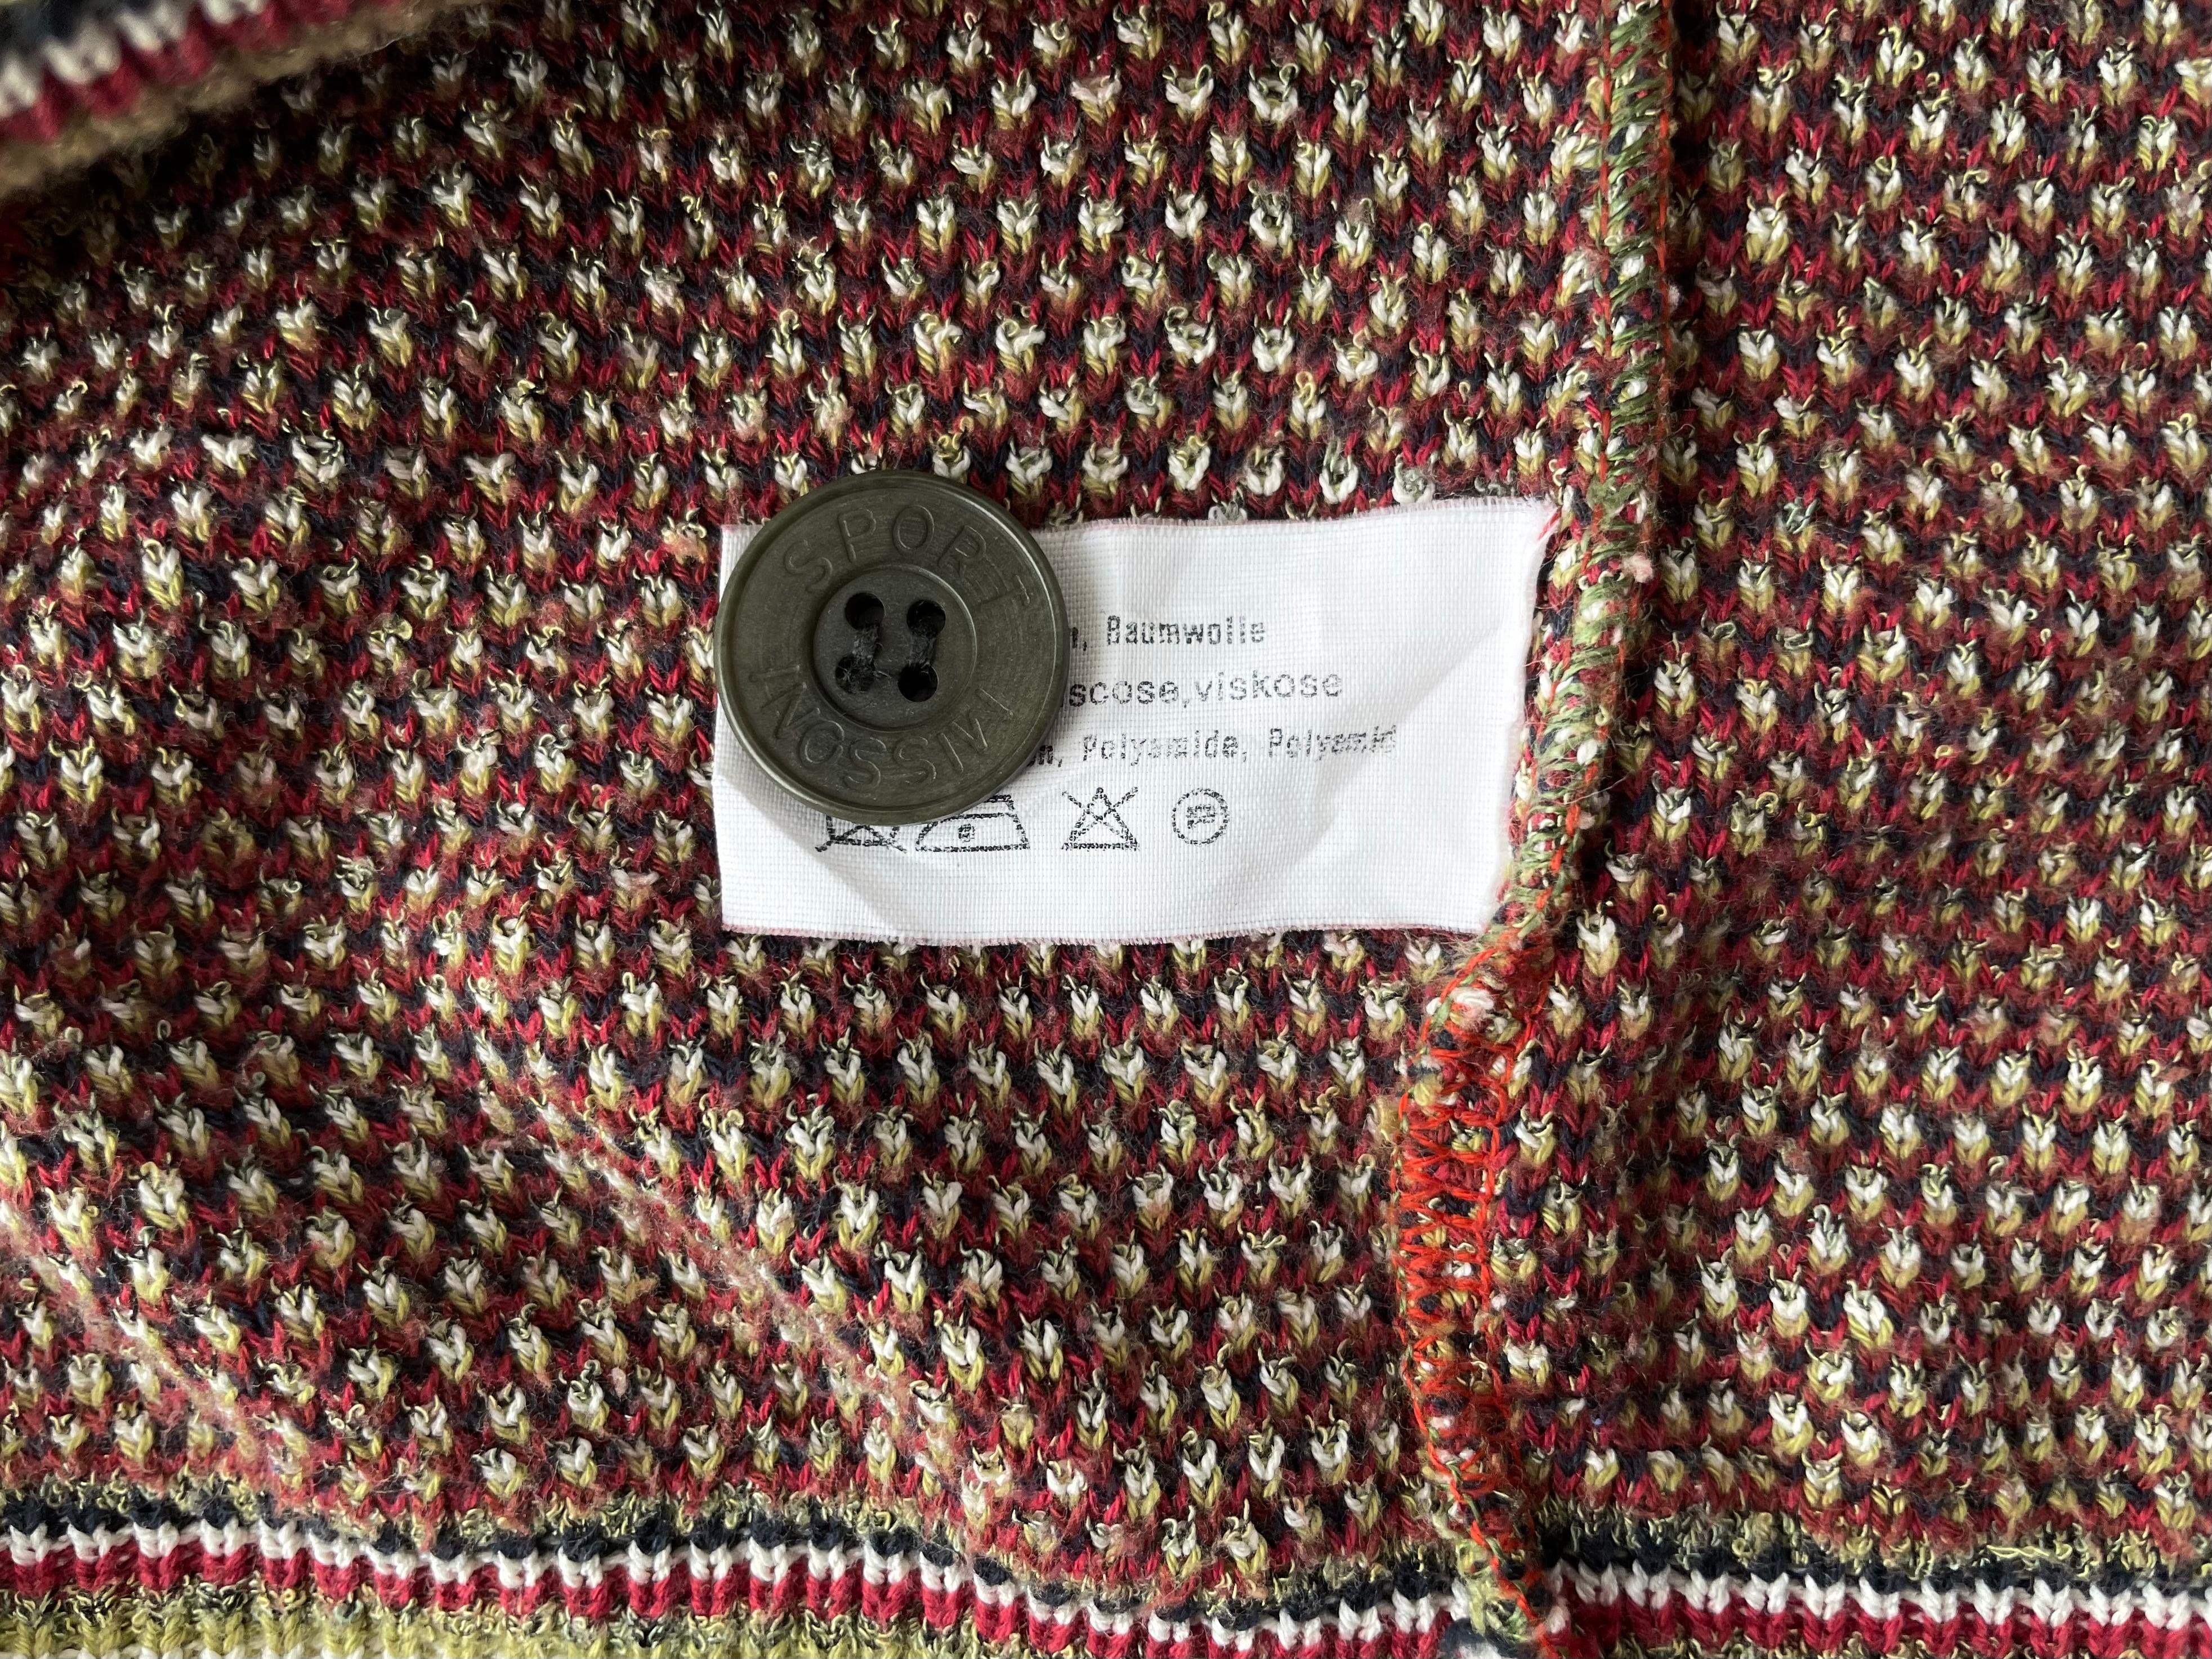 SPORT
MISSONI
, Baumwolle
scose,viskose
n, Polyamide, Polyamid